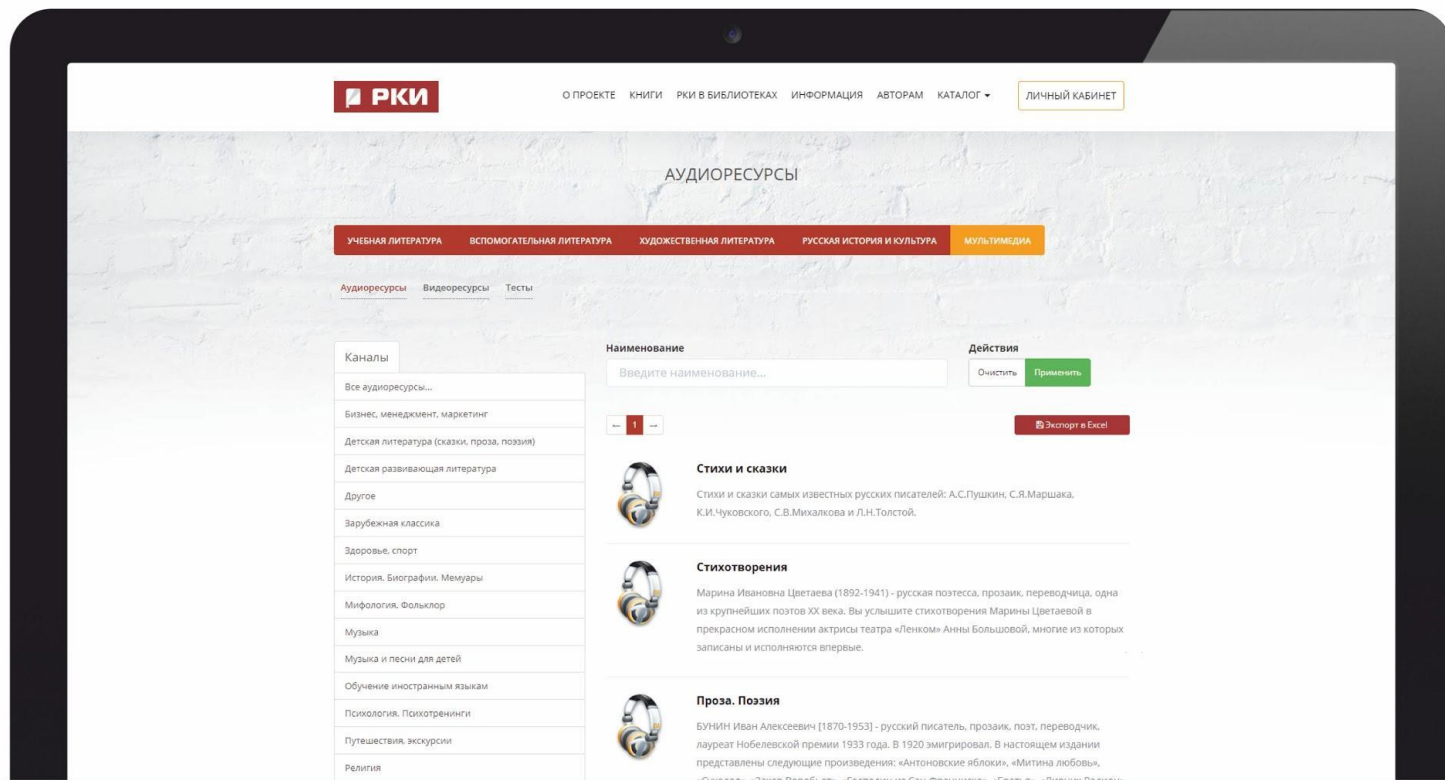 РКИ
О ПРОЕКТЕ КНИГИ РКИ В БИБЛИОТЕКАХ ИНФОРМАЦИЯ АВТОРАМ КАТАЛОГ ЛИЧНЫЙ КАБИНЕТ
АУДИОРЕСУРСЫ
УЧЕБНАЯ ЛИТЕРАТУРА ВСПОМОГАТЕЛЬНАЯ ЛИТЕРАТУРА ХУДОЖЕСТВЕННАЯ ЛИТЕРАТУРА РУССКАЯ ИСТОРИЯ И КУЛЬТУРА МУЛЬТИМЕДИА
Аудиоресурсы Видеоресурсы Тесты
Каналы
Все аудиоресурсы...
Бизнес, менеджмент, маркетинг
Детская литература (сказки, проза, поэзия)
Детская развивающая литература
Другое
Зарубежная классика
Здоровье, спорт
История. Биографии. Мемуары
Мифология. Фольклор
Музыка
Музыка и песни для детей
Обучение иностранным языкам
Психология. Психотренинги
Путешествия, экскурсии
Религия
Наименование
Введите наименование...
Действия
Очистить Применить
← 1 →
Экспорт в Excel
Стихи и сказки
Стихи и сказки самых известных русских писателей: А.С.Пушкин, С.Я.Маршака,
К.И.Чуковского, С.В.Михалкова и Л.Н.Толстой.
Стихотворения
Марина Ивановна Цветаева (1892-1941) - русская поэтесса, прозаик, переводчица, одна
из крупнейших поэтов XX века. Вы услышите стихотворения Марины Цветаевой в
прекрасном исполнении актрисы театра «Ленком» Анны Большовой, многие из которых
записаны и исполняются впервые.
Проза. Поэзия
БУНИН Иван Алексеевич [1870-1953] - русский писатель, прозаик, поэт, переводчик,
лауреат Нобелевской премии 1933 года. В 1920 эмигрировал. В настоящем издании
представлены следующие произведения: «Антоновские яблоки», «Митина любовь»,